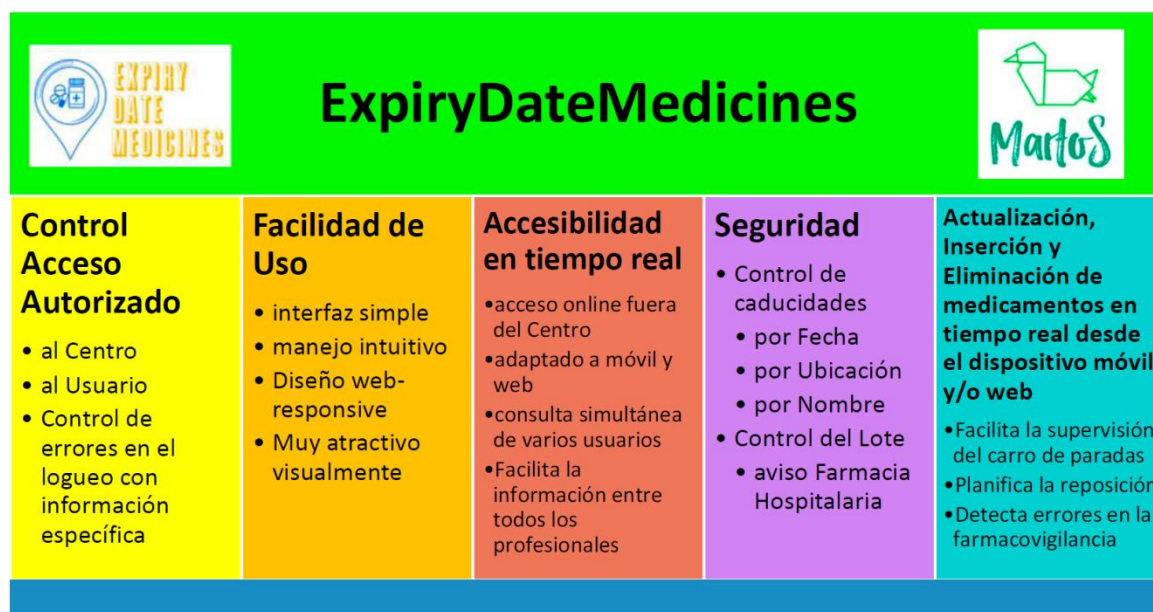 EXPIRY
DATE
MEDICINES
ExpiryDateMedicines
MartoS
Control
Acceso
Autorizado
• al Centro
• al Usuario
• Control de
errores en el
logueo con
información
específica
Facilidad de
Uso
• interfaz simple
• manejo intuitivo
• Diseño web-
responsive
• Muy atractivo
visualmente
Accesibilidad
en tiempo real
•acceso online fuera
del Centro
•adaptado a móvil y
web
•consulta simultánea
de varios usuarios
•Facilita la
información entre
todos los
profesionales
Seguridad
• Control de
caducidades
• por Fecha
• por Ubicación
• por Nombre
• Control del Lote
• aviso Farmacia
Hospitalaria
Actualización,
Inserción y
Eliminación de
medicamentos en
tiempo real desde
el dispositivo móvil
y/o web
•Facilita la supervisión
del carro de paradas
•Planifica la reposición
•Detecta errores en la
farmacovigilancia